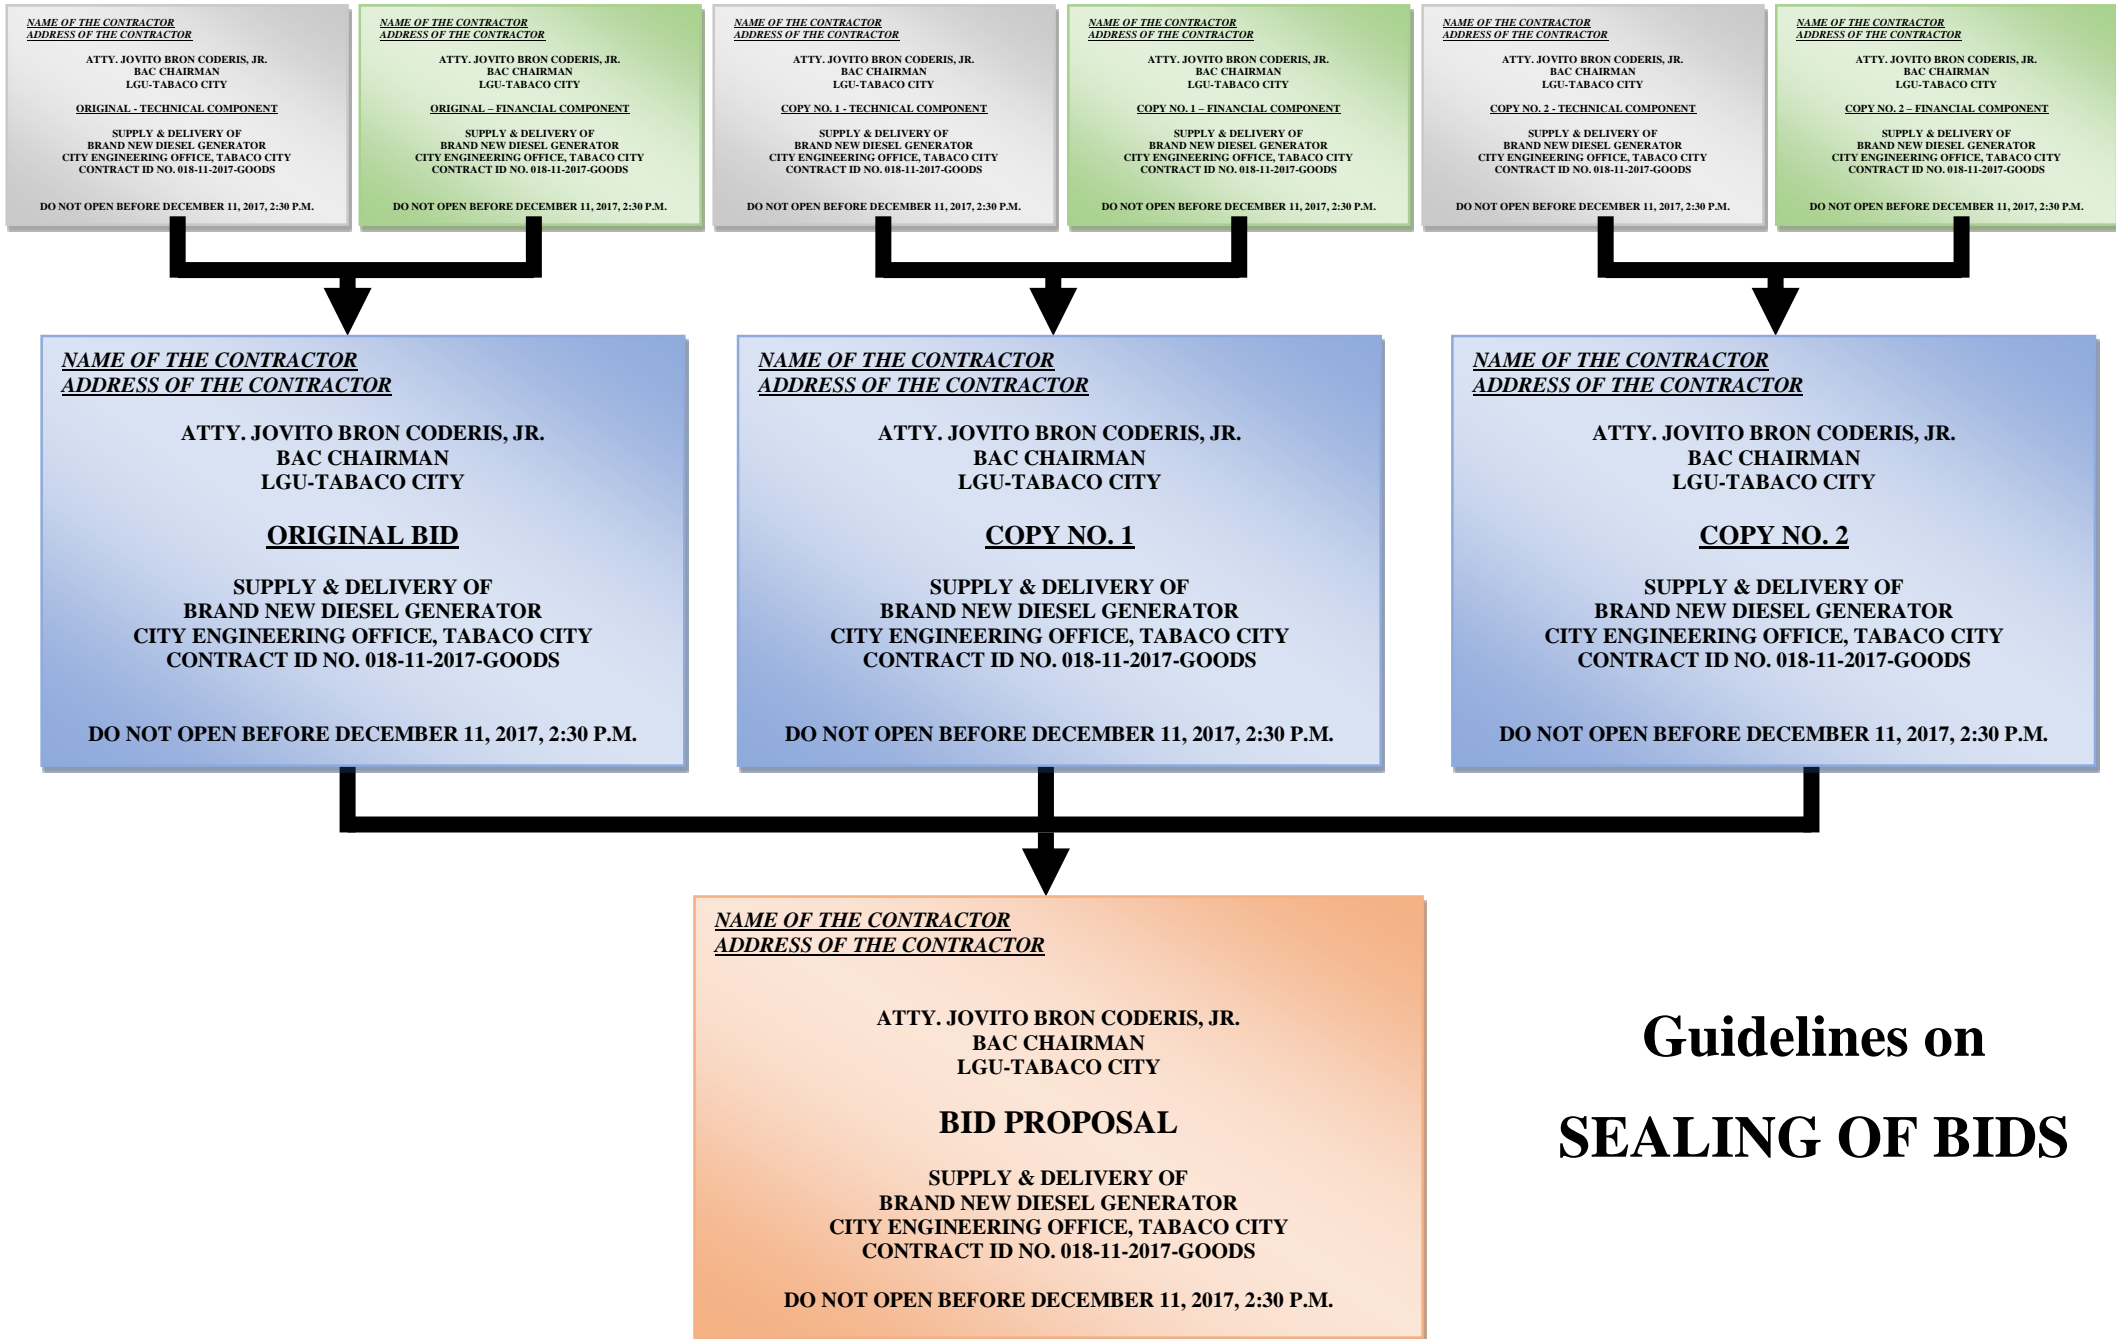 NAME OF THE CONTRACTOR
ADDRESS OF THE CONTRACTOR
ATTY. JOVITO BRON CODERIS, JR.
BAC CHAIRMAN
LGU-TABACO CITY
ORIGINAL - TECHNICAL COMPONENT
SUPPLY & DELIVERY OF
BRAND NEW DIESEL GENERATOR
CITY ENGINEERING OFFICE, TABACO CITY
CONTRACT ID NO. 018-11-2017-GOODS
DO NOT OPEN BEFORE DECEMBER 11, 2017, 2:30 P.M.
NAME OF THE CONTRACTOR
ADDRESS OF THE CONTRACTOR
ATTY. JOVITO BRON CODERIS, JR.
BAC CHAIRMAN
LGU-TABACO CITY
ORIGINAL – FINANCIAL COMPONENT
SUPPLY & DELIVERY OF
BRAND NEW DIESEL GENERATOR
CITY ENGINEERING OFFICE, TABACO CITY
CONTRACT ID NO. 018-11-2017-GOODS
DO NOT OPEN BEFORE DECEMBER 11, 2017, 2:30 P.M.
NAME OF THE CONTRACTOR
ADDRESS OF THE CONTRACTOR
ATTY. JOVITO BRON CODERIS, JR.
BAC CHAIRMAN
LGU-TABACO CITY
COPY NO. 1 - TECHNICAL COMPONENT
SUPPLY & DELIVERY OF
BRAND NEW DIESEL GENERATOR
CITY ENGINEERING OFFICE, TABACO CITY
CONTRACT ID NO. 018-11-2017-GOODS
DO NOT OPEN BEFORE DECEMBER 11, 2017, 2:30 P.M.
NAME OF THE CONTRACTOR
ADDRESS OF THE CONTRACTOR
ATTY. JOVITO BRON CODERIS, JR.
BAC CHAIRMAN
LGU-TABACO CITY
COPY NO. 1 – FINANCIAL COMPONENT
SUPPLY & DELIVERY OF
BRAND NEW DIESEL GENERATOR
CITY ENGINEERING OFFICE, TABACO CITY
CONTRACT ID NO. 018-11-2017-GOODS
DO NOT OPEN BEFORE DECEMBER 11, 2017, 2:30 P.M.
NAME OF THE CONTRACTOR
ADDRESS OF THE CONTRACTOR
ATTY. JOVITO BRON CODERIS, JR.
BAC CHAIRMAN
LGU-TABACO CITY
COPY NO. 2 - TECHNICAL COMPONENT
SUPPLY & DELIVERY OF
BRAND NEW DIESEL GENERATOR
CITY ENGINEERING OFFICE, TABACO CITY
CONTRACT ID NO. 018-11-2017-GOODS
DO NOT OPEN BEFORE DECEMBER 11, 2017, 2:30 P.M.
NAME OF THE CONTRACTOR
ADDRESS OF THE CONTRACTOR
ATTY. JOVITO BRON CODERIS, JR.
BAC CHAIRMAN
LGU-TABACO CITY
COPY NO. 2 – FINANCIAL COMPONENT
SUPPLY & DELIVERY OF
BRAND NEW DIESEL GENERATOR
CITY ENGINEERING OFFICE, TABACO CITY
CONTRACT ID NO. 018-11-2017-GOODS
DO NOT OPEN BEFORE DECEMBER 11, 2017, 2:30 P.M.
NAME OF THE CONTRACTOR
ADDRESS OF THE CONTRACTOR
ATTY. JOVITO BRON CODERIS, JR.
BAC CHAIRMAN
LGU-TABACO CITY
ORIGINAL BID
SUPPLY & DELIVERY OF
BRAND NEW DIESEL GENERATOR
CITY ENGINEERING OFFICE, TABACO CITY
CONTRACT ID NO. 018-11-2017-GOODS
DO NOT OPEN BEFORE DECEMBER 11, 2017, 2:30 P.M.
NAME OF THE CONTRACTOR
ADDRESS OF THE CONTRACTOR
ATTY. JOVITO BRON CODERIS, JR.
BAC CHAIRMAN
LGU-TABACO CITY
COPY NO. 1
SUPPLY & DELIVERY OF
BRAND NEW DIESEL GENERATOR
CITY ENGINEERING OFFICE, TABACO CITY
CONTRACT ID NO. 018-11-2017-GOODS
DO NOT OPEN BEFORE DECEMBER 11, 2017, 2:30 P.M.
NAME OF THE CONTRACTOR
ADDRESS OF THE CONTRACTOR
ATTY. JOVITO BRON CODERIS, JR.
BAC CHAIRMAN
LGU-TABACO CITY
COPY NO. 2
SUPPLY & DELIVERY OF
BRAND NEW DIESEL GENERATOR
CITY ENGINEERING OFFICE, TABACO CITY
CONTRACT ID NO. 018-11-2017-GOODS
DO NOT OPEN BEFORE DECEMBER 11, 2017, 2:30 P.M.
NAME OF THE CONTRACTOR
ADDRESS OF THE CONTRACTOR
ATTY. JOVITO BRON CODERIS, JR.
BAC CHAIRMAN
LGU-TABACO CITY
BID PROPOSAL
SUPPLY & DELIVERY OF
BRAND NEW DIESEL GENERATOR
CITY ENGINEERING OFFICE, TABACO CITY
CONTRACT ID NO. 018-11-2017-GOODS
DO NOT OPEN BEFORE DECEMBER 11, 2017, 2:30 P.M.
Guidelines on
SEALING OF BIDS